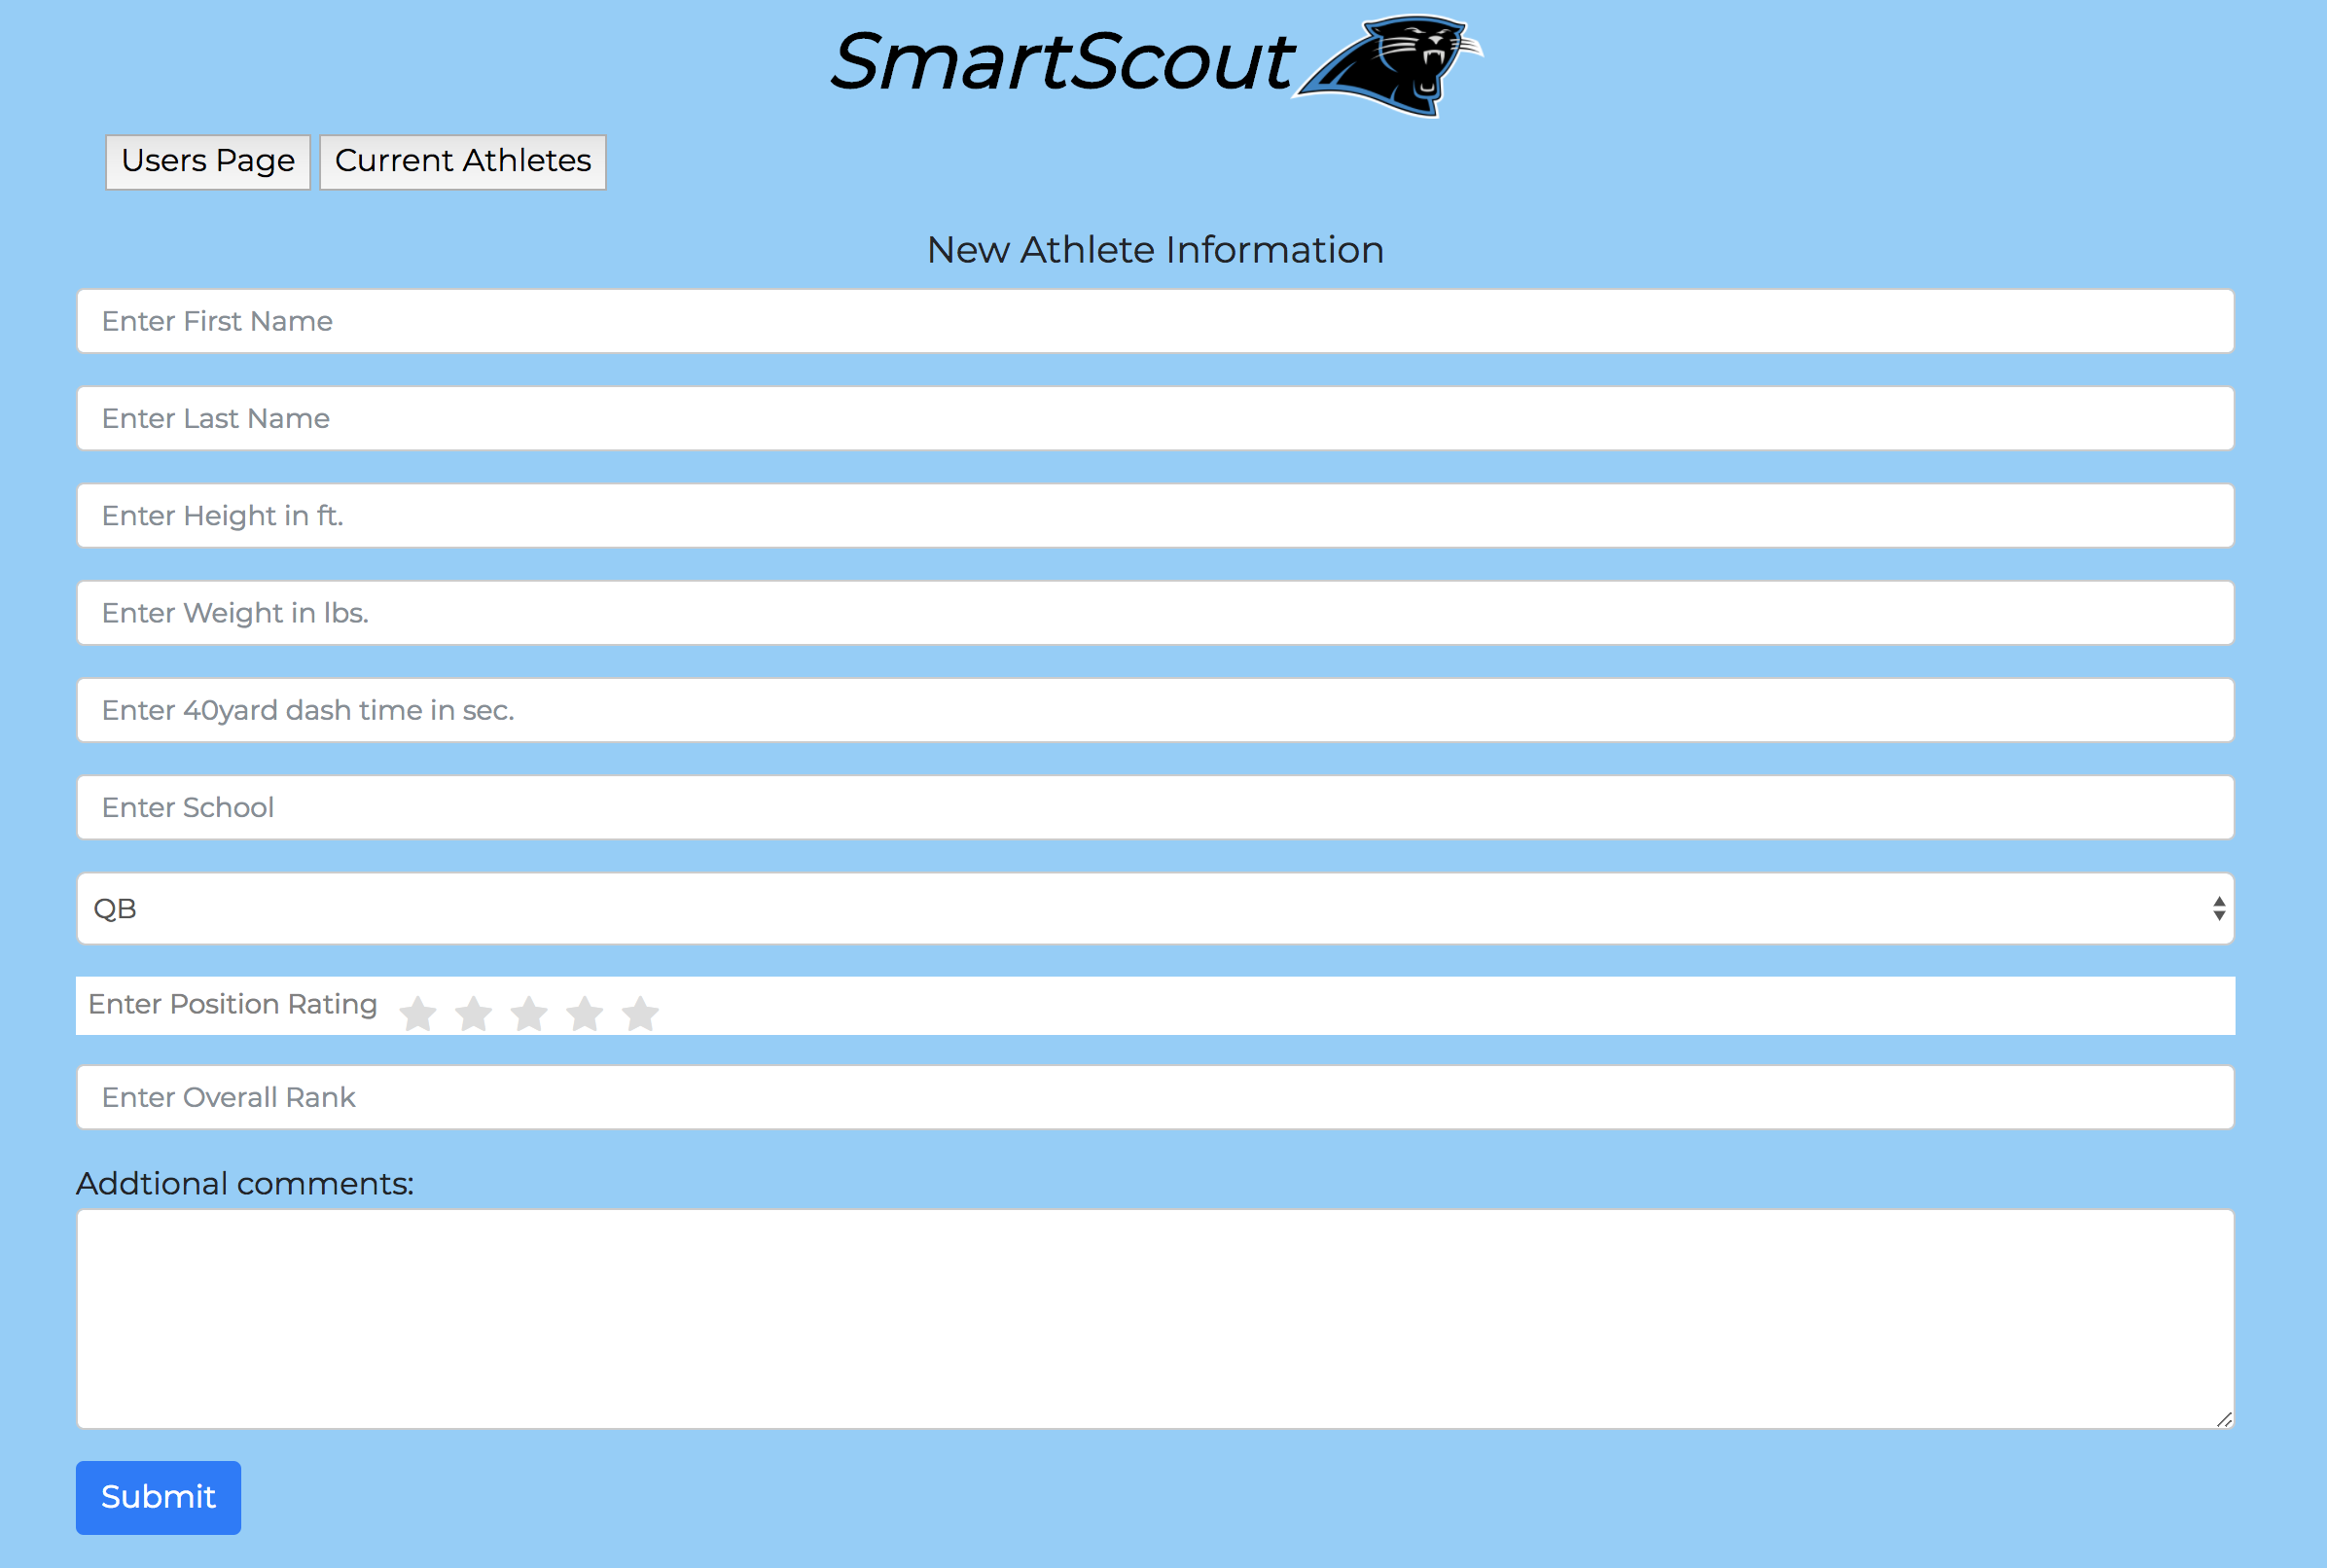 SmartScout
Users Page Current Athletes
New Athlete Information
Enter First Name
Enter Last Name
Enter Height in ft.
Enter Weight in lbs.
Enter 40yard dash time in sec.
Enter School
QB
Enter Position Rating
Enter Overall Rank
Addtional comments:
Submit